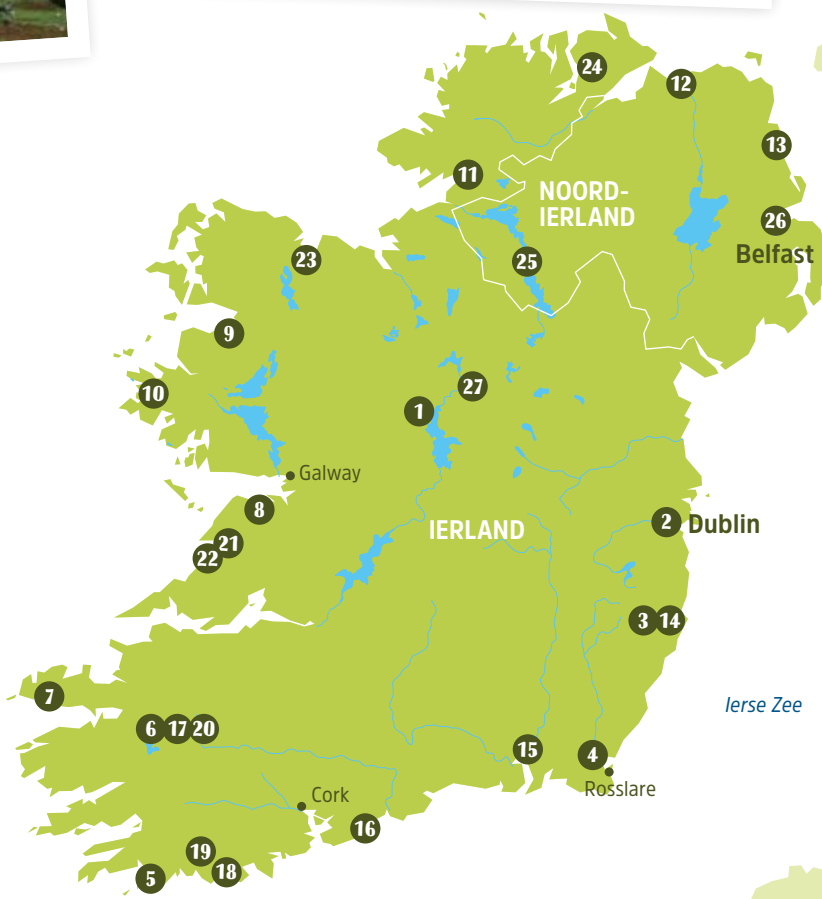 24
12
13
11
NOORD-
IERLAND
26
Belfast
23
25
9
27
10
1
Galway
8
2 Dublin
IERLAND
21
22
3 14
7
Ierse Zee
6 17 20
15
4
Rosslare
Cork
16
19
18
5